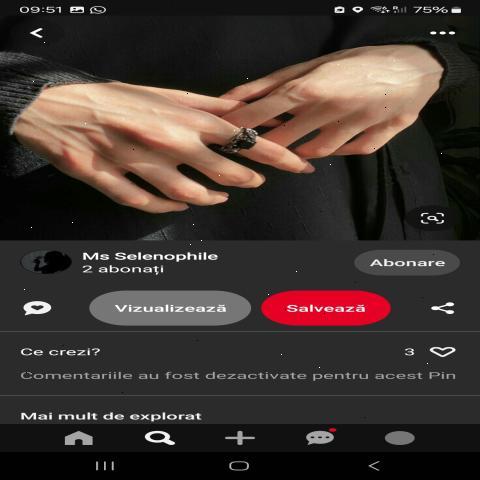 09:51
75%
Ms Selenophile
2 abonați
Abonare
Vizualizează
Salvează
Ce crezi?
3
Comentariile au fost dezactivate pentru acest Pin
Mai mult de explorat